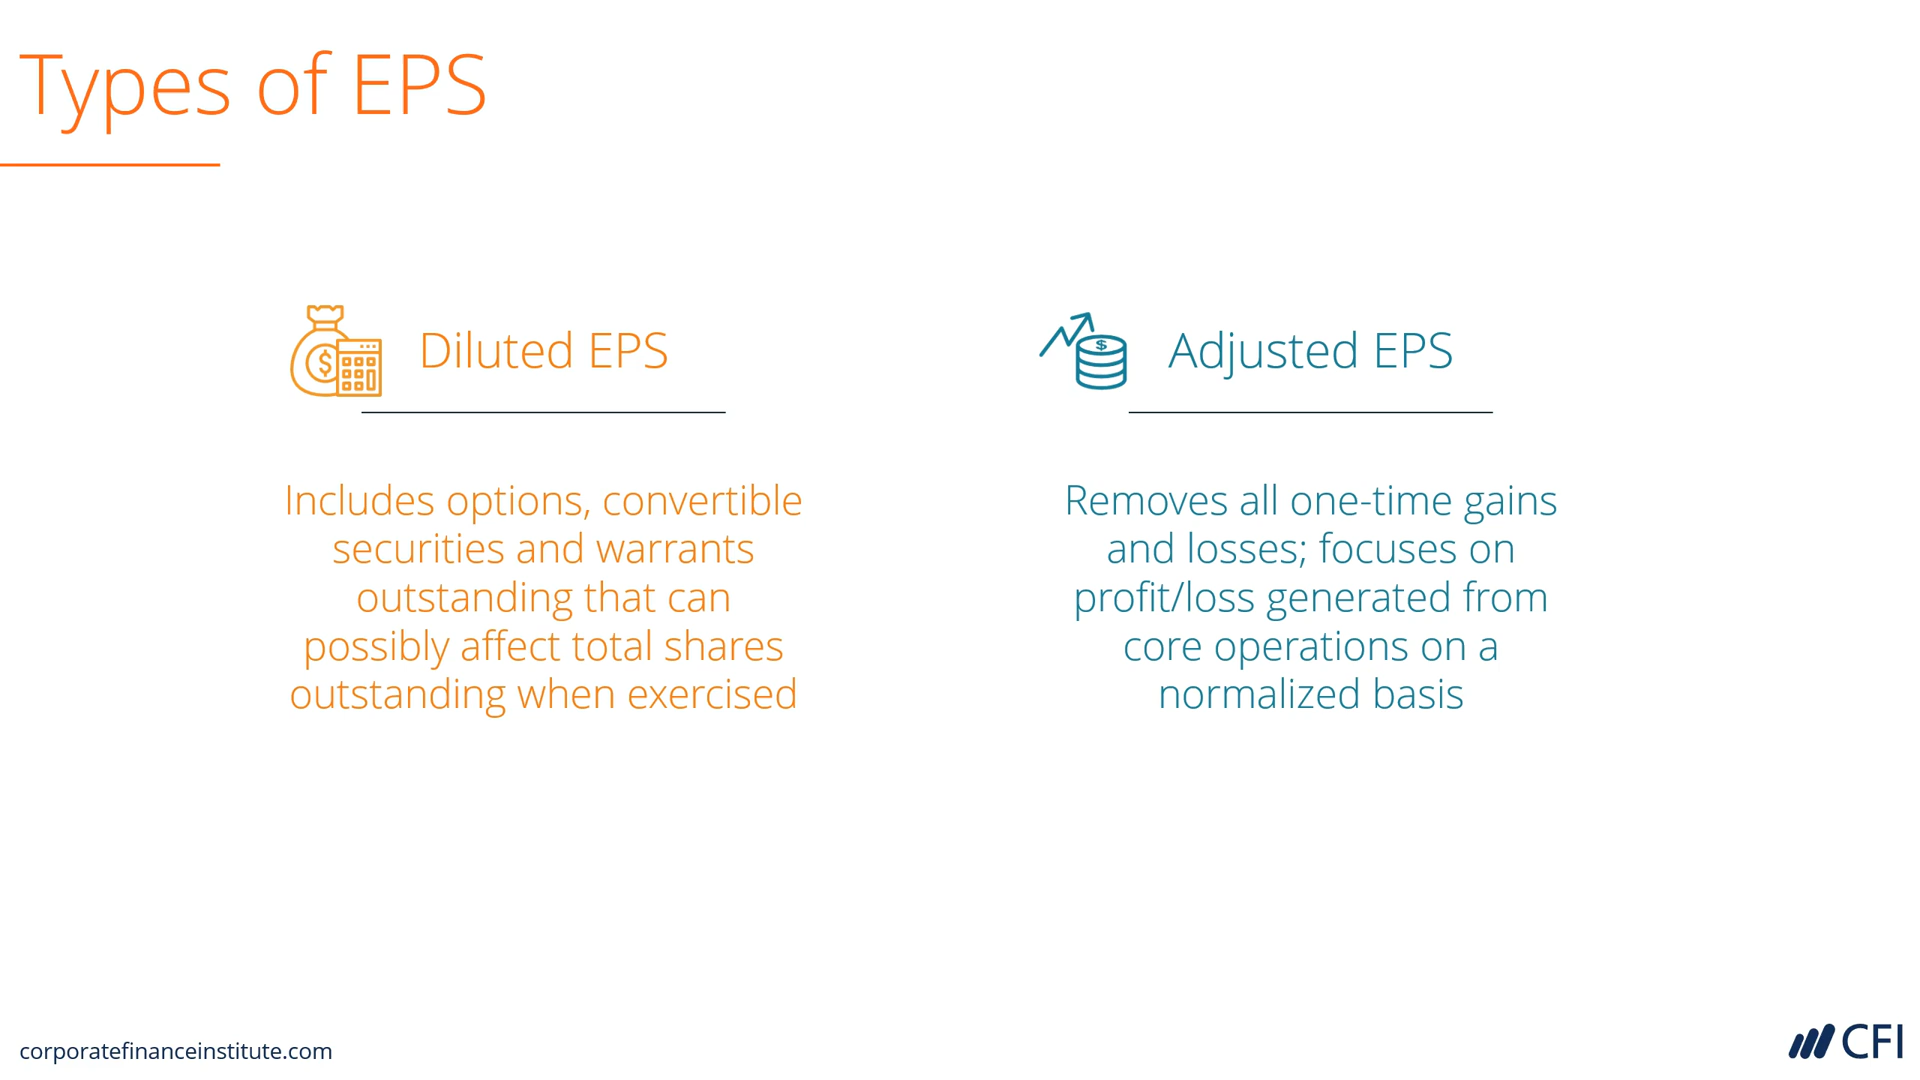 Types of EPS
Diluted EPS
Includes options, convertible
securities and warrants
outstanding that can
possibly affect total shares
outstanding when exercised
Adjusted EPS
Removes all one-time gains
and losses; focuses on
profit/loss generated from
core operations on a
normalized basis
corporatefinanceinstitute.com
CFI